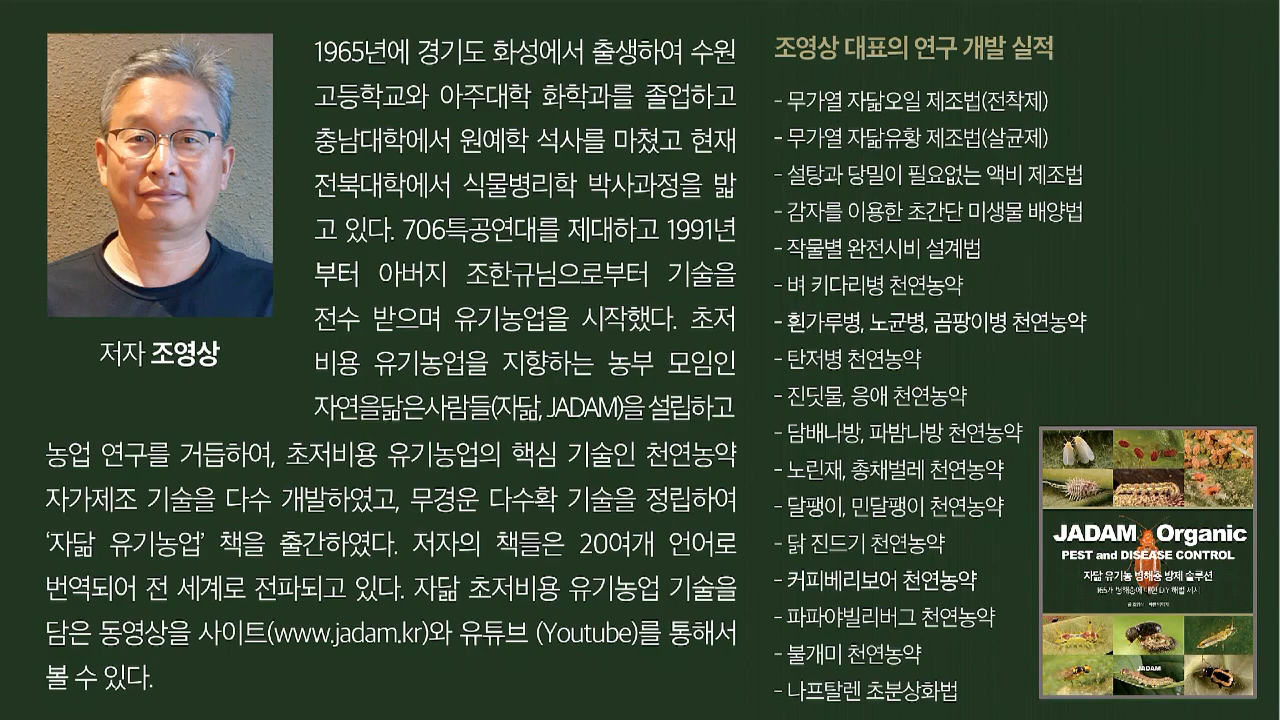 1965년에 경기도 화성에서 출생하여 수원
고등학교와 아주대학 화학과를 졸업하고
충남대학에서 원예학 석사를 마쳤고 현재
전북대학에서 식물병리학 박사과정을 밟
고 있다. 706특공연대를 제대하고 1991년
부터 아버지 조한규님으로부터 기술을
전수 받으며 유기농업을 시작했다. 초저
비용 유기농업을 지향하는 농부 모임인
자연을닮은사람들(자닮, JADAM)을 설립하고
농업 연구를 거듭하여, 초저비용 유기농업의 핵심 기술인 천연농약
자가제조 기술을 다수 개발하였고, 무경운 다수확 기술을 정립하여
‘자닮 유기농업’ 책을 출간하였다. 저자의 책들은 20여개 언어로
번역되어 전 세계로 전파되고 있다. 자닮 초저비용 유기농업 기술을
담은 동영상을 사이트(www.jadam.kr)와 유튜브 (Youtube)를 통해서
볼 수 있다.
저자 조영상
조영상 대표의 연구 개발 실적
- 무가열 자닮오일 제조법(전착제)
- 무가열 자닮유황 제조법(살균제)
- 설탕과 당밀이 필요없는 액비 제조법
- 감자를 이용한 초간단 미생물 배양법
- 작물별 완전시비 설계법
- 벼 키다리병 천연농약
- 흰가루병, 노균병, 곰팡이병 천연농약
- 탄저병 천연농약
- 진딧물, 응애 천연농약
- 담배나방, 파밤나방 천연농약
- 노린재, 총채벌레 천연농약
- 달팽이, 민달팽이 천연농약
- 닭 진드기 천연농약
- 커피베리보어 천연농약
- 파파야빌리버그 천연농약
- 불개미 천연농약
- 나프탈렌 초분상화법
JADAM Organic
PEST and DISEASE CONTROL
자닮 유기농 병해충 방제 솔루션
JADAM